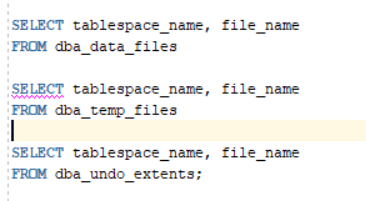 SELECT tablespace_name, file_name
FROM dba_data_files
SELECT tablespace_name, file_name
FROM dba_temp_files
SELECT tablespace_name, file_name
FROM dba_undo_extents;